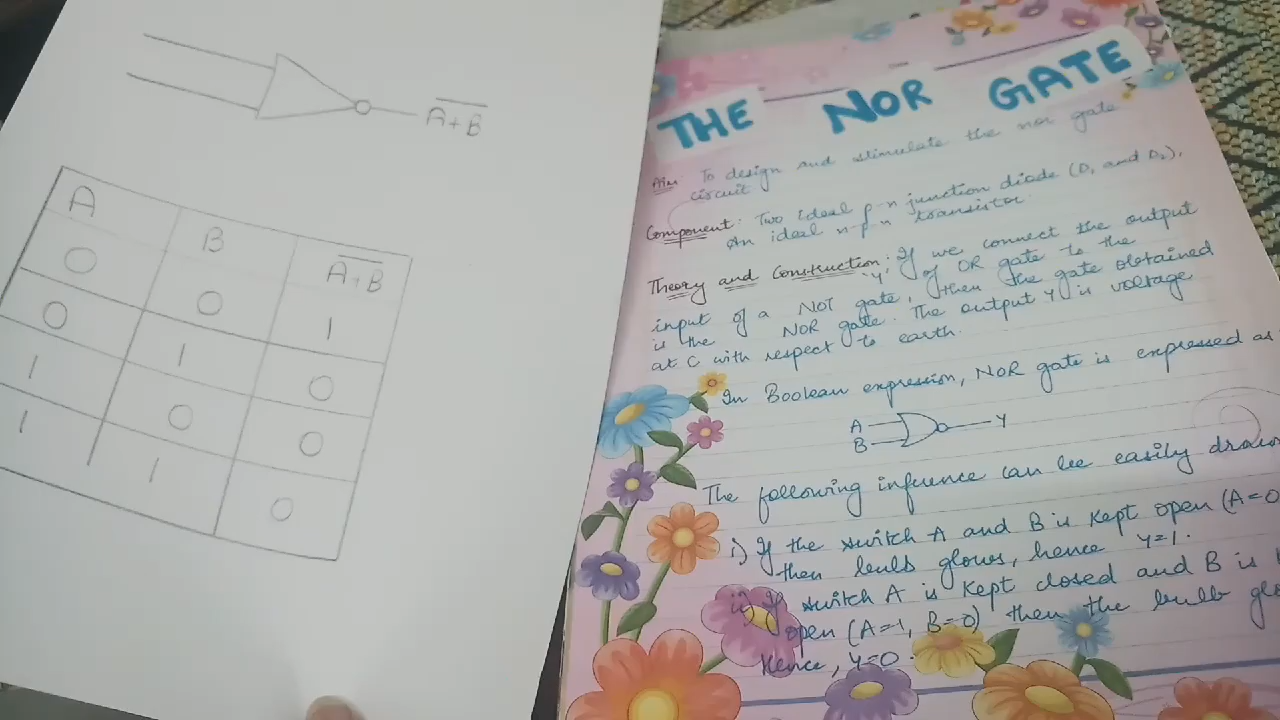 A+B
A B A+B
0 0 1
0 1 0
1 0 0
1 1 0
THE NOR GATE
Aim To design and stimulate the nor gate
circuit
Component: Two ideal p-n junction diode (D1 and D2),
An ideal n-p-n transistor.
Theory and Construction: If we connect the output
"Y" of OR gate to the
input of a NOT gate, then the gate obtained
is the NOR gate. The output Y is voltage
at C with respect to earth.
In Boolean expression, NOR gate is expressed as
A
B
Y
The following inference can be easily drawn
i) If the switch A and B is kept open (A=0
then bulb glows, hence Y=1.
ii) If switch A is kept closed and B is
open (A=1, B=0) then the bulb glo
Hence, Y=0.